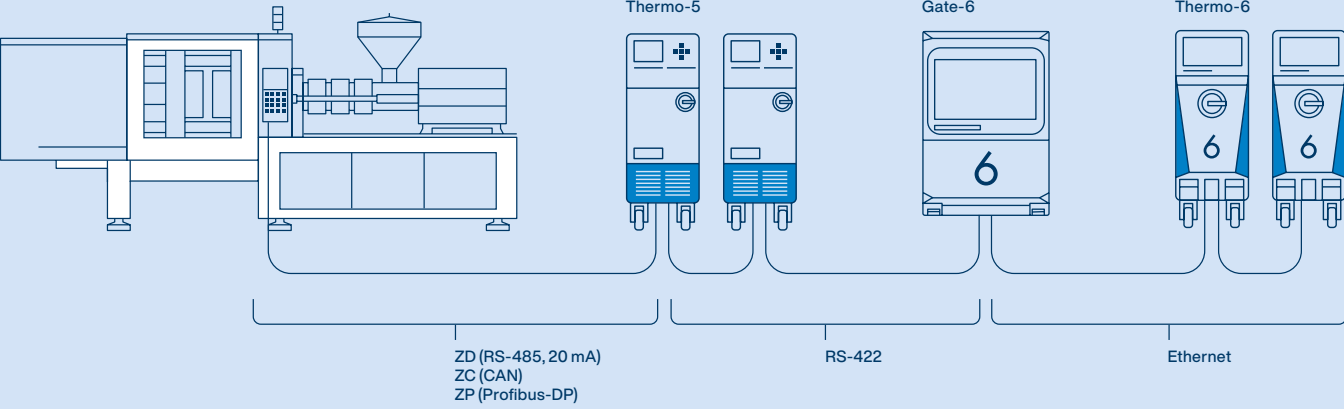 Thermo-5
Gate-6
Thermo-6
6
6
6
ZD (RS-485, 20 mA)
ZC (CAN)
ZP (Profibus-DP)
RS-422
Ethernet